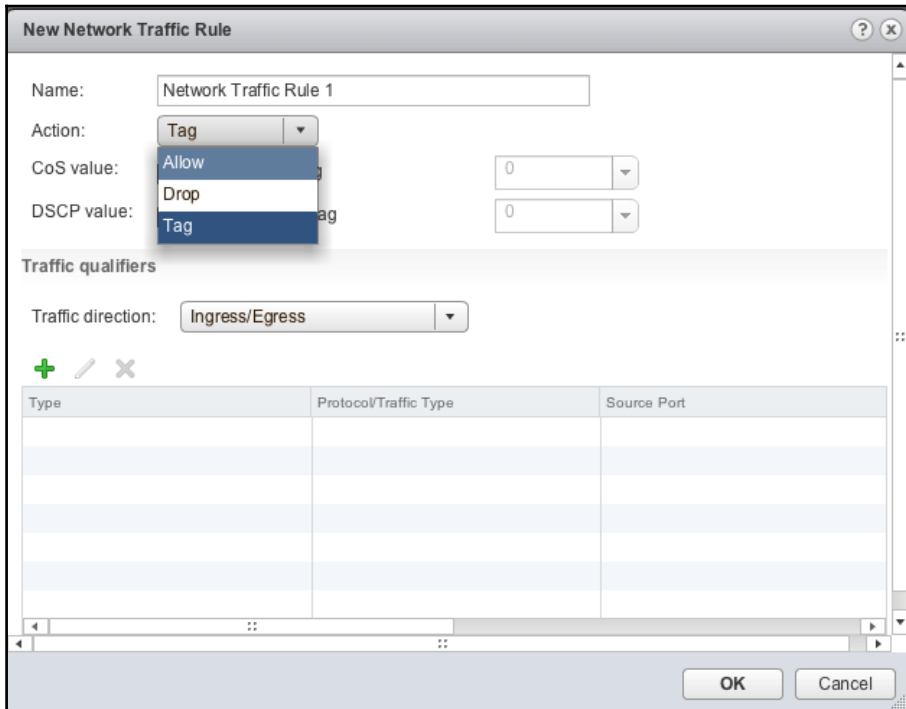 New Network Traffic Rule ? x
Name: Network Traffic Rule 1
Action: Tag
Allow
CoS value: 0
Drop
DSCP value: 0
Tag
Traffic qualifiers
Traffic direction: Ingress/Egress
Type Protocol/Traffic Type Source Port
OK Cancel